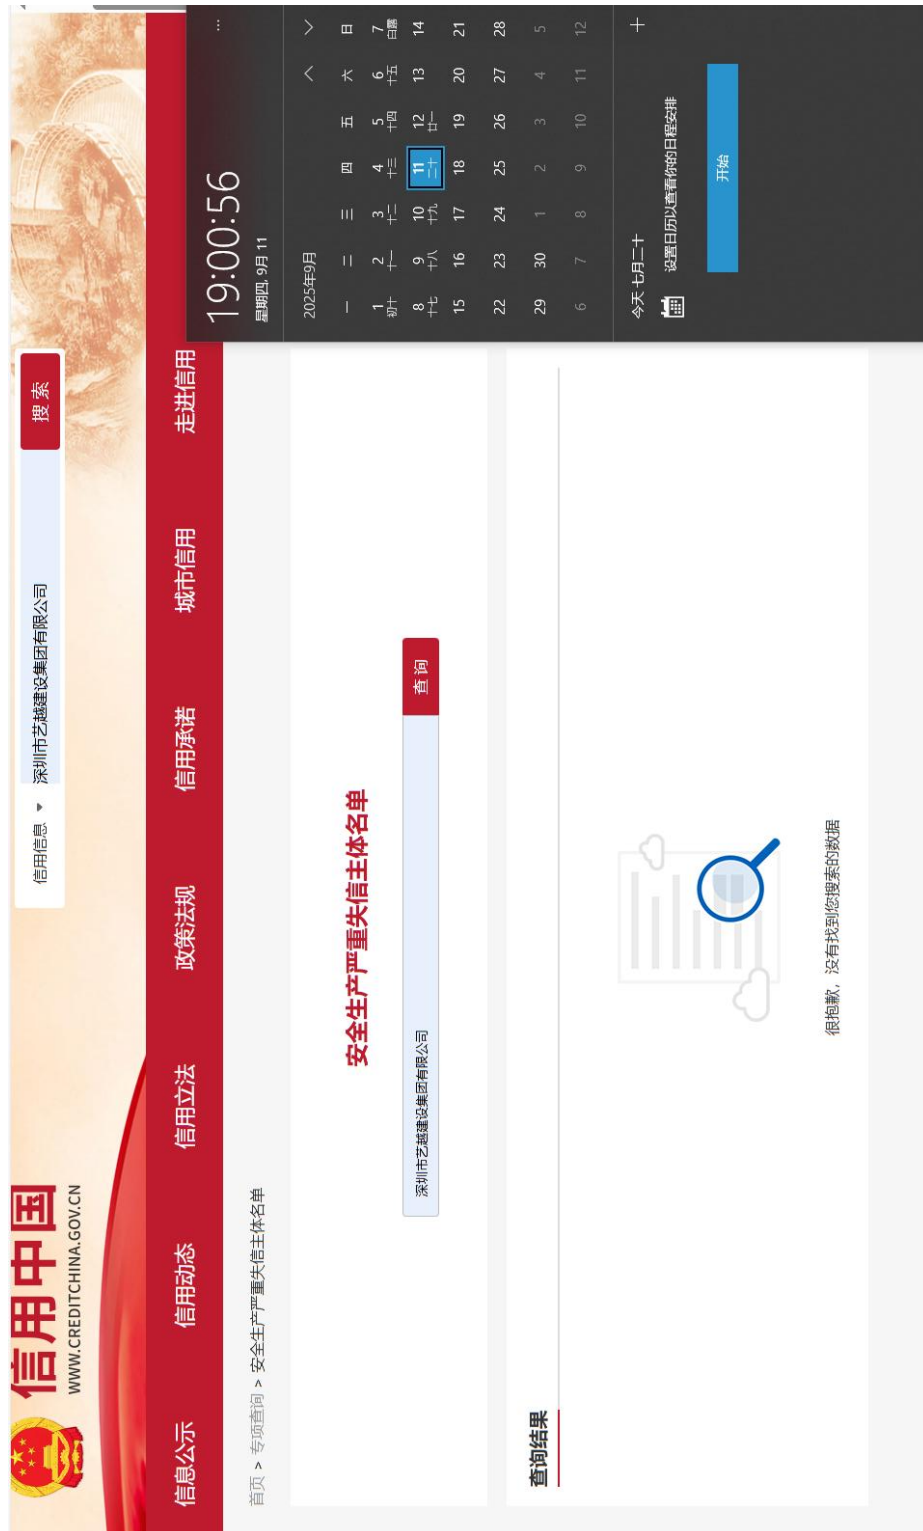 信用中国
WWW.CREDITCHINA.GOV.CN
信用信息 深圳市艺越建设集团有限公司 搜索
信息公示 信用动态 信用立法 政策法规 信用承诺 城市信用 走进信用
首页 > 专项查询 > 安全生产严重失信主体名单
安全生产严重失信主体名单
深圳市艺越建设集团有限公司 查询
查询结果
很抱歉，没有找到您搜索的数据
19:00:56
星期四, 9月 11
2025年9月
一 二 三 四 五 六 日
1 2 3 4 5 6 7
初十 十一 十二 十三 十四 十五 白露
8 9 10 11 12 13 14
十七 十八 十九 二十 廿一
15 16 17 18 19 20 21
22 23 24 25 26 27 28
29 30 1 2 3 4 5
6 7 8 9 10 11 12
今天 七月二十
设置日历以查看你的日程安排
开始